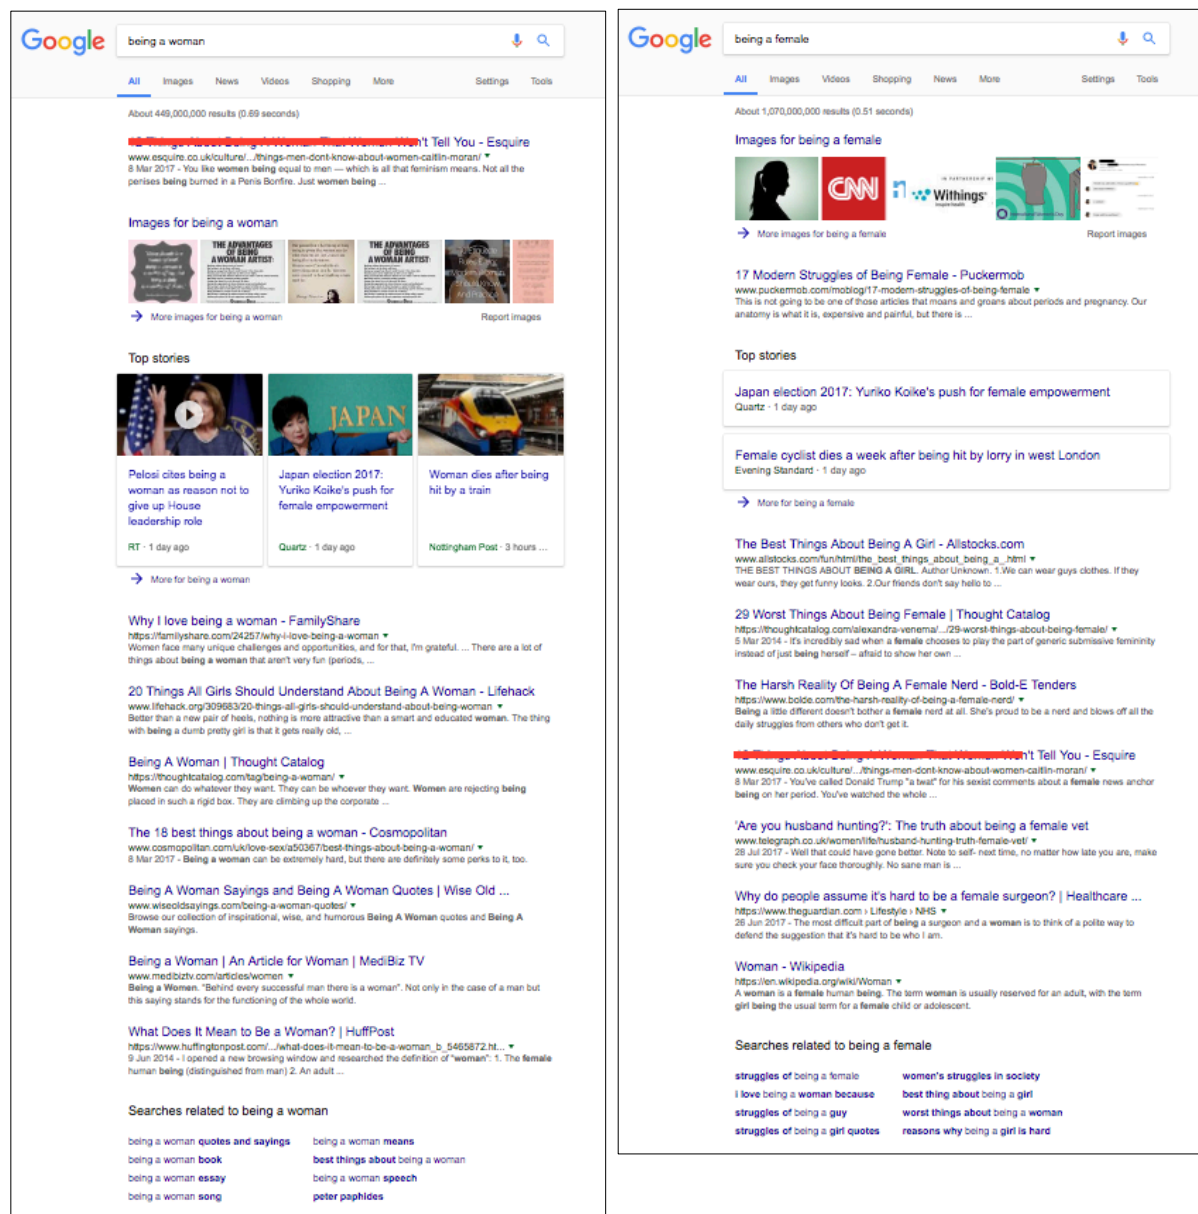 Google
being a woman
All Images News Videos Shopping More Settings Tools
About 449,000,000 results (0.69 seconds)
't Tell You - Esquire
www.esquire.co.uk/culture/.../things-men-dont-know-about-women-caitlin-moran/
8 Mar 2017 - You like women being equal to men — which is all that feminism means. Not all the
penises being burned in a Penis Bonfire. Just women being ...
Images for being a woman
THE ADVANTAGES
OF BEING
A WOMAN ARTIST:
THE ADVANTAGES
OF BEING
A WOMAN ARTIST:
More images for being a woman
Report images
Top stories
JAPAN
Pelosi cites being a
woman as reason not to
give up House
leadership role
RT · 1 day ago
Japan election 2017:
Yuriko Koike's push for
female empowerment
Quartz · 1 day ago
Woman dies after being
hit by a train
Nottingham Post · 3 hours ...
More for being a woman
Why I love being a woman - FamilyShare
https://familyshare.com/24257/why-i-love-being-a-woman
Women face many unique challenges and opportunities, and for that, I'm grateful. ... There are a lot of
things about being a woman that aren't very fun (periods, ...
20 Things All Girls Should Understand About Being A Woman - Lifehack
www.lifehack.org/309683/20-things-all-girls-should-understand-about-being-woman
Better than a new pair of heels, nothing is more attractive than a smart and educated woman. The thing
with being a dumb pretty girl is that it gets really old, ...
Being A Woman | Thought Catalog
https://thoughtcatalog.com/tag/being-a-woman/
Women can do whatever they want. They can be whoever they want. Women are rejecting being
placed in such a rigid box. They are climbing up the corporate ...
The 18 best things about being a woman - Cosmopolitan
www.cosmopolitan.com/uk/love-sex/a50367/best-things-about-being-a-woman/
8 Mar 2017 - Being a woman can be extremely hard, but there are definitely some perks to it, too.
Being A Woman Sayings and Being A Woman Quotes | Wise Old ...
www.wiseoldsayings.com/being-a-woman-quotes/
Browse our collection of inspirational, wise, and humorous Being A Woman quotes and Being A
Woman sayings.
Being a Woman | An Article for Woman | MediBiz TV
www.medibiztv.com/articles/women
Being a Women. "Behind every successful man there is a woman". Not only in the case of a man but
this saying stands for the functioning of the whole world.
What Does It Mean to Be a Woman? | HuffPost
https://www.huffingtonpost.com/.../what-does-it-mean-to-be-a-woman_b_5465872.ht...
9 Jun 2014 - I opened a new browsing window and researched the definition of "woman": 1. The female
human being (distinguished from man) 2. An adult ...
Searches related to being a woman
being a woman quotes and sayings being a woman means
being a woman book best things about being a woman
being a woman essay being a woman speech
being a woman song peter paphides
Google
being a female
All Images Videos Shopping News More Settings Tools
About 1,070,000,000 results (0.51 seconds)
Images for being a female
CNN
IN PARTNERSHIP W
Withings
More images for being a female
Report images
17 Modern Struggles of Being Female - Puckermob
www.puckermob.com/moblog/17-modern-struggles-of-being-female
This is not going to be one of those articles that moans and groans about periods and pregnancy. Our
anatomy is what it is, expensive and painful, but there is ...
Top stories
Japan election 2017: Yuriko Koike's push for female empowerment
Quartz · 1 day ago
Female cyclist dies a week after being hit by lorry in west London
Evening Standard · 1 day ago
More for being a female
The Best Things About Being A Girl - Allstocks.com
www.allstocks.com/fun/html/the_best_things_about_being_a_.html
THE BEST THINGS ABOUT BEING A GIRL. Author Unknown. 1.We can wear guys clothes. If they
wear ours, they get funny looks. 2.Our friends don't say hello to ...
29 Worst Things About Being Female | Thought Catalog
https://thoughtcatalog.com/alexandra-venema/.../29-worst-things-about-being-female/
5 Mar 2014 - It's incredibly sad when a female chooses to play the part of generic submissive femininity
instead of just being herself – afraid to show her own ...
The Harsh Reality Of Being A Female Nerd - Bold-E Tenders
https://www.bolde.com/the-harsh-reality-of-being-a-female-nerd/
Being a little different doesn't bother a female nerd at all. She's proud to be a nerd and blows off all the
daily struggles from others who don't get it.
't Tell You - Esquire
www.esquire.co.uk/culture/.../things-men-dont-know-about-women-caitlin-moran/
8 Mar 2017 - You've called Donald Trump "a twat" for his sexist comments about a female news anchor
being on her period. You've watched the whole ...
'Are you husband hunting?': The truth about being a female vet
www.telegraph.co.uk/women/life/husband-hunting-truth-female-vet/
28 Jul 2017 - Well that could have gone better. Note to self- next time, no matter how late you are, make
sure you check your face thoroughly. No sane man is ...
Why do people assume it's hard to be a female surgeon? | Healthcare ...
https://www.theguardian.com › Lifestyle › NHS
26 Jun 2017 - The most difficult part of being a surgeon and a woman is to think of a polite way to
defend the suggestion that it's hard to be who I am.
Woman - Wikipedia
https://en.wikipedia.org/wiki/Woman
A woman is a female human being. The term woman is usually reserved for an adult, with the term
girl being the usual term for a female child or adolescent.
Searches related to being a female
struggles of being a female women's struggles in society
i love being a woman because best thing about being a girl
struggles of being a guy worst things about being a woman
struggles of being a girl quotes reasons why being a girl is hard